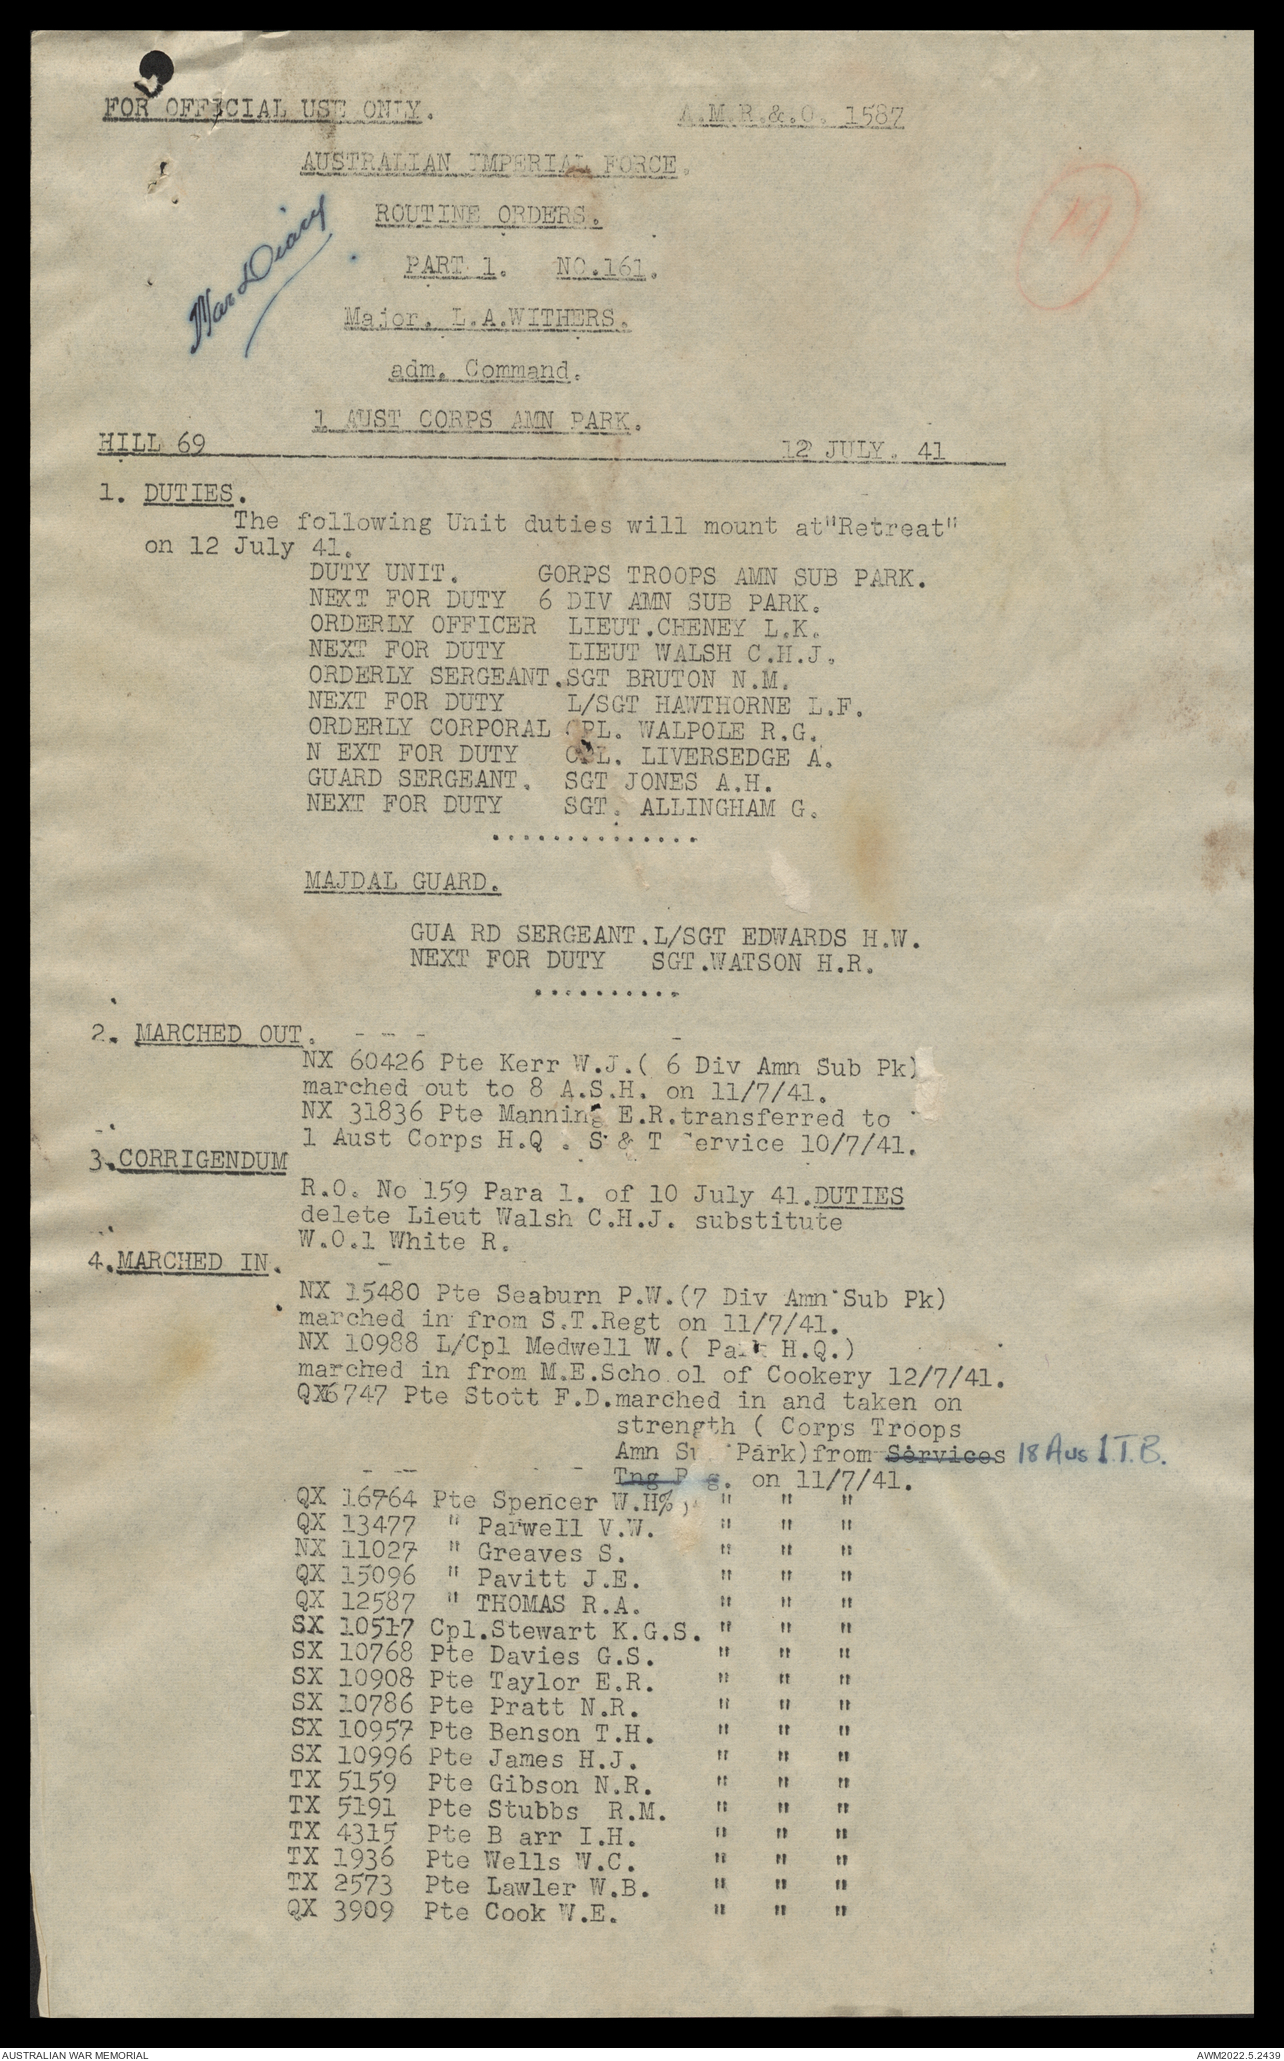 FOR OFFICIAL USE ONLY.
A.M.R.&.O. 1587
AUSTRALIAN IMPERIAL FORCE.
ROUTINE ORDERS.
War Diary
PART 1. NO.161.
Major. L.A.WITHERS.
adm. Command.
1 AUST CORPS AMN PARK.
HILL 69 12 JULY. 41
1. DUTIES.
The following Unit duties will mount at"Retreat"
on 12 July 41.
DUTY UNIT. GORPS TROOPS AMN SUB PARK.
NEXT FOR DUTY 6 DIV AMN SUB PARK.
ORDERLY OFFICER LIEUT.CHENEY L.K.
NEXT FOR DUTY LIEUT WALSH C.H.J.
ORDERLY SERGEANT.SGT BRUTON N.M.
NEXT FOR DUTY L/SGT HAWTHORNE L.F.
ORDERLY CORPORAL CPL. WALPOLE R.G.
N EXT FOR DUTY CPL. LIVERSEDGE A.
GUARD SERGEANT. SGT JONES A.H.
NEXT FOR DUTY SGT. ALLINGHAM G.
..............
MAJDAL GUARD.
GUA RD SERGEANT.L/SGT EDWARDS H.W.
NEXT FOR DUTY SGT.WATSON H.R.
..........
2. MARCHED OUT.
NX 60426 Pte Kerr W.J.( 6 Div Amn Sub Pk)
marched out to 8 A.S.H. on 11/7/41.
NX 31836 Pte Manning E.R.transferred to
1 Aust Corps H.Q . S & T Service 10/7/41.
3.CORRIGENDUM
R.O. No 159 Para 1. of 10 July 41.DUTIES
delete Lieut Walsh C.H.J. substitute
W.O.1 White R.
4.MARCHED IN.
NX 15480 Pte Seaburn P.W.(7 Div Amn Sub Pk)
marched in from S.T.Regt on 11/7/41.
NX 10988 L/Cpl Medwell W.( Park H.Q.)
marched in from M.E.Scho ol of Cookery 12/7/41.
QX6747 Pte Stott F.D.marched in and taken on
strength ( Corps Troops
Amn Su Park)from Services 18 Aus I.T.B.
Tng R g. on 11/7/41.
QX 16764 Pte Spencer W.H%, " " "
QX 13477 " Parwell V.W. " " "
NX 11027 " Greaves S. " " "
QX 15096 " Pavitt J.E. " " "
QX 12587 " THOMAS R.A. " " "
SX 10517 Cpl.Stewart K.G.S. " " "
SX 10768 Pte Davies G.S. " " "
SX 10908 Pte Taylor E.R. " " "
SX 10786 Pte Pratt N.R. " " "
SX 10957 Pte Benson T.H. " " "
SX 10996 Pte James H.J. " " "
TX 5159 Pte Gibson N.R. " " "
TX 5191 Pte Stubbs R.M. " " "
TX 4315 Pte B arr I.H. " " "
TX 1936 Pte Wells W.C. " " "
TX 2573 Pte Lawler W.B. " " "
QX 3909 Pte Cook W.E. " " "
AUSTRALIAN WAR MEMORIAL
AWM2022.5.2439